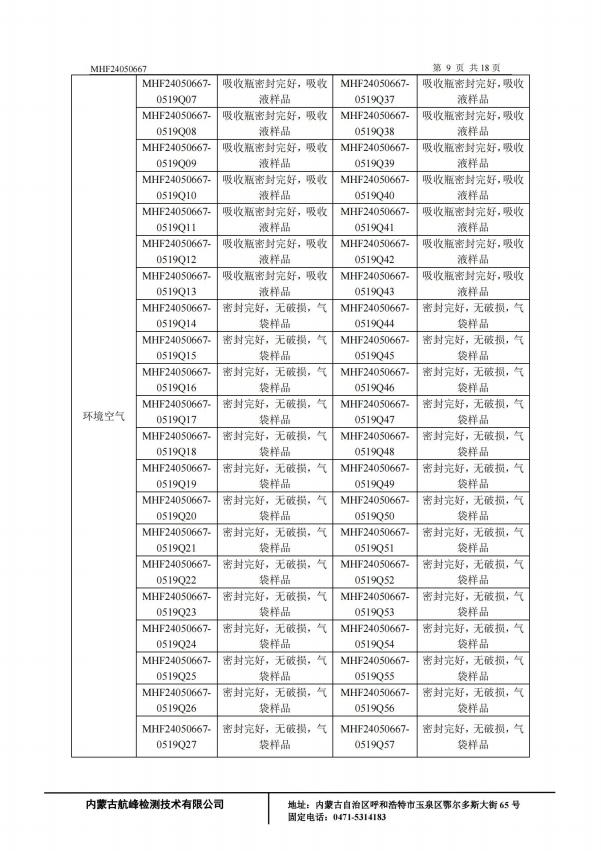 MHF24050667 第 9 页 共 18 页
MHF24050667- 吸收瓶密封完好，吸收 MHF24050667- 吸收瓶密封完好，吸收
0519Q07 液样品 0519Q37 液样品
MHF24050667- 吸收瓶密封完好，吸收 MHF24050667- 吸收瓶密封完好，吸收
0519Q08 液样品 0519Q38 液样品
MHF24050667- 吸收瓶密封完好，吸收 MHF24050667- 吸收瓶密封完好，吸收
0519Q09 液样品 0519Q39 液样品
MHF24050667- 吸收瓶密封完好，吸收 MHF24050667- 吸收瓶密封完好，吸收
0519Q10 液样品 0519Q40 液样品
MHF24050667- 吸收瓶密封完好，吸收 MHF24050667- 吸收瓶密封完好，吸收
0519Q11 液样品 0519Q41 液样品
MHF24050667- 吸收瓶密封完好，吸收 MHF24050667- 吸收瓶密封完好，吸收
0519Q12 液样品 0519Q42 液样品
MHF24050667- 吸收瓶密封完好，吸收 MHF24050667- 吸收瓶密封完好，吸收
0519Q13 液样品 0519Q43 液样品
MHF24050667- 密封完好，无破损，气 MHF24050667- 密封完好，无破损，气
0519Q14 袋样品 0519Q44 袋样品
MHF24050667- 密封完好，无破损，气 MHF24050667- 密封完好，无破损，气
0519Q15 袋样品 0519Q45 袋样品
MHF24050667- 密封完好，无破损，气 MHF24050667- 密封完好，无破损，气
0519Q16 袋样品 0519Q46 袋样品
MHF24050667- 密封完好，无破损，气 MHF24050667- 密封完好，无破损，气
环境空气
0519Q17 袋样品 0519Q47 袋样品
MHF24050667- 密封完好，无破损，气 MHF24050667- 密封完好，无破损，气
0519Q18 袋样品 0519Q48 袋样品
MHF24050667- 密封完好，无破损，气 MHF24050667- 密封完好，无破损，气
0519Q19 袋样品 0519Q49 袋样品
MHF24050667- 密封完好，无破损，气 MHF24050667- 密封完好，无破损，气
0519Q20 袋样品 0519Q50 袋样品
MHF24050667- 密封完好，无破损，气 MHF24050667- 密封完好，无破损，气
0519Q21 袋样品 0519Q51 袋样品
MHF24050667- 密封完好，无破损，气 MHF24050667- 密封完好，无破损，气
0519Q22 袋样品 0519Q52 袋样品
MHF24050667- 密封完好，无破损，气 MHF24050667- 密封完好，无破损，气
0519Q23 袋样品 0519Q53 袋样品
MHF24050667- 密封完好，无破损，气 MHF24050667- 密封完好，无破损，气
0519Q24 袋样品 0519Q54 袋样品
MHF24050667- 密封完好，无破损，气 MHF24050667- 密封完好，无破损，气
0519Q25 袋样品 0519Q55 袋样品
MHF24050667- 密封完好，无破损，气 MHF24050667- 密封完好，无破损，气
0519Q26 袋样品 0519Q56 袋样品
MHF24050667- 密封完好，无破损，气 MHF24050667- 密封完好，无破损，气
0519Q27 袋样品 0519Q57 袋样品
内蒙古航峰检测技术有限公司 地址：内蒙古自治区呼和浩特市玉泉区鄂尔多斯大街 65 号
固定电话：0471-5314183